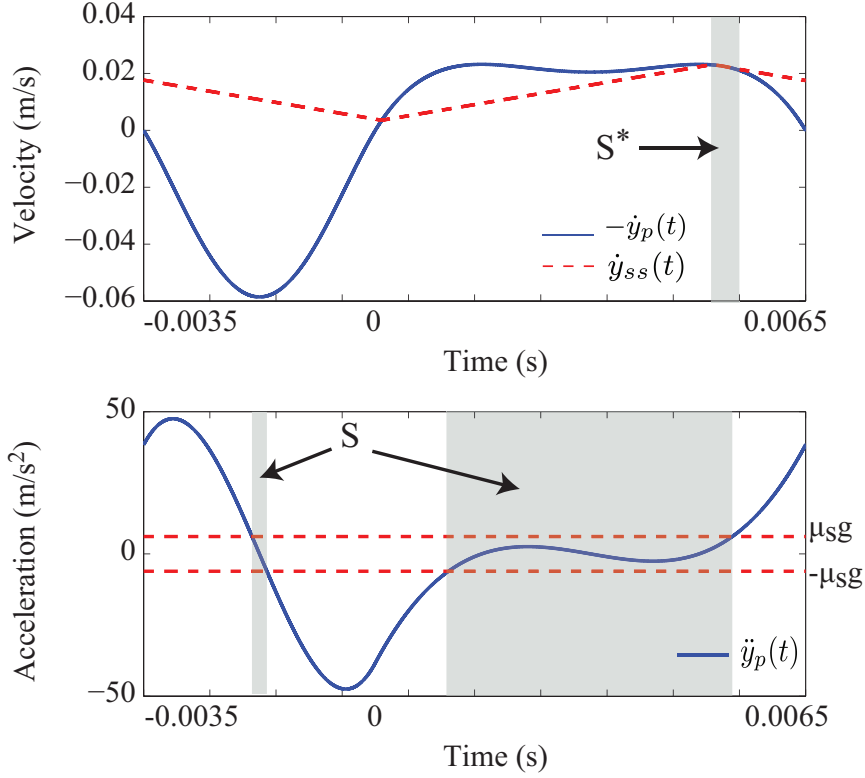 0.04
0.02
0
−0.02
−0.04
−0.06
Velocity (m/s)
S*
−ẏp(t)
ẏss(t)
-0.0035 0 0.0065
Time (s)
50
0
−50
Acceleration (m/s²)
S
μsg
-μsg
ÿp(t)
-0.0035 0 0.0065
Time (s)